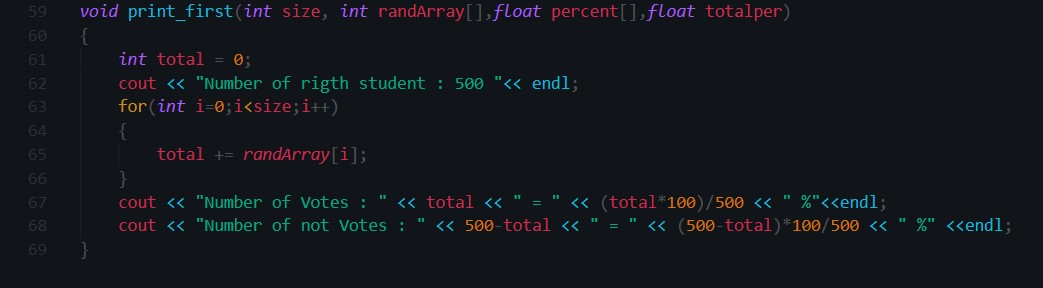 59 void print_first(int size, int randArray[],float percent[],float totalper)
60 {
61 int total = 0;
62 cout << "Number of rigth student : 500 "<< endl;
63 for(int i=0;i<size;i++)
64 {
65 total += randArray[i];
66 }
67 cout << "Number of Votes : " << total << " = " << (total*100)/500 << " %"<<endl;
68 cout << "Number of not Votes : " << 500-total << " = " << (500-total)*100/500 << " %" <<endl;
69 }